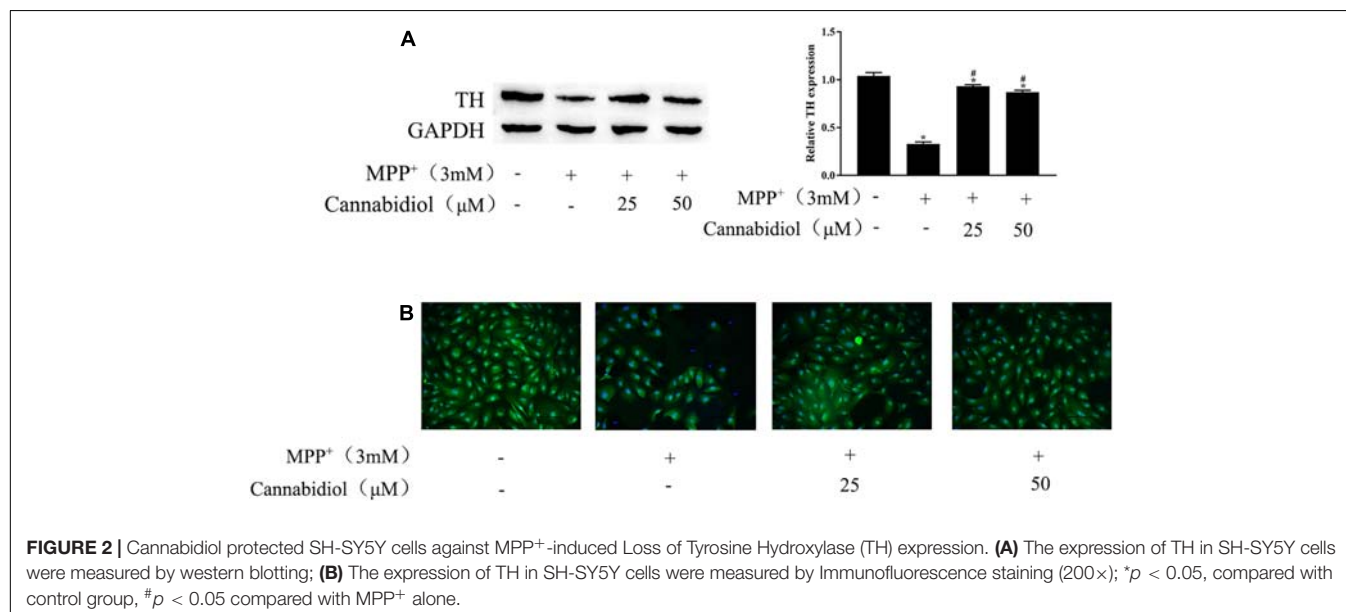 A
TH
GAPDH
MPP⁺（3mM） - + + +
Cannabidiol（μM） - - 25 50
Relative TH expression
1.5
1.0
0.5
0.0
*
#
*
#
*
MPP⁺（3mM） - + + +
Cannabidiol（μM） - - 25 50
B
MPP⁺（3mM） - + + +
Cannabidiol（μM） - - 25 50
FIGURE 2 | Cannabidiol protected SH-SY5Y cells against MPP⁺-induced Loss of Tyrosine Hydroxylase (TH) expression. (A) The expression of TH in SH-SY5Y cells
were measured by western blotting; (B) The expression of TH in SH-SY5Y cells were measured by Immunofluorescence staining (200×); *p < 0.05, compared with
control group, #p < 0.05 compared with MPP⁺ alone.